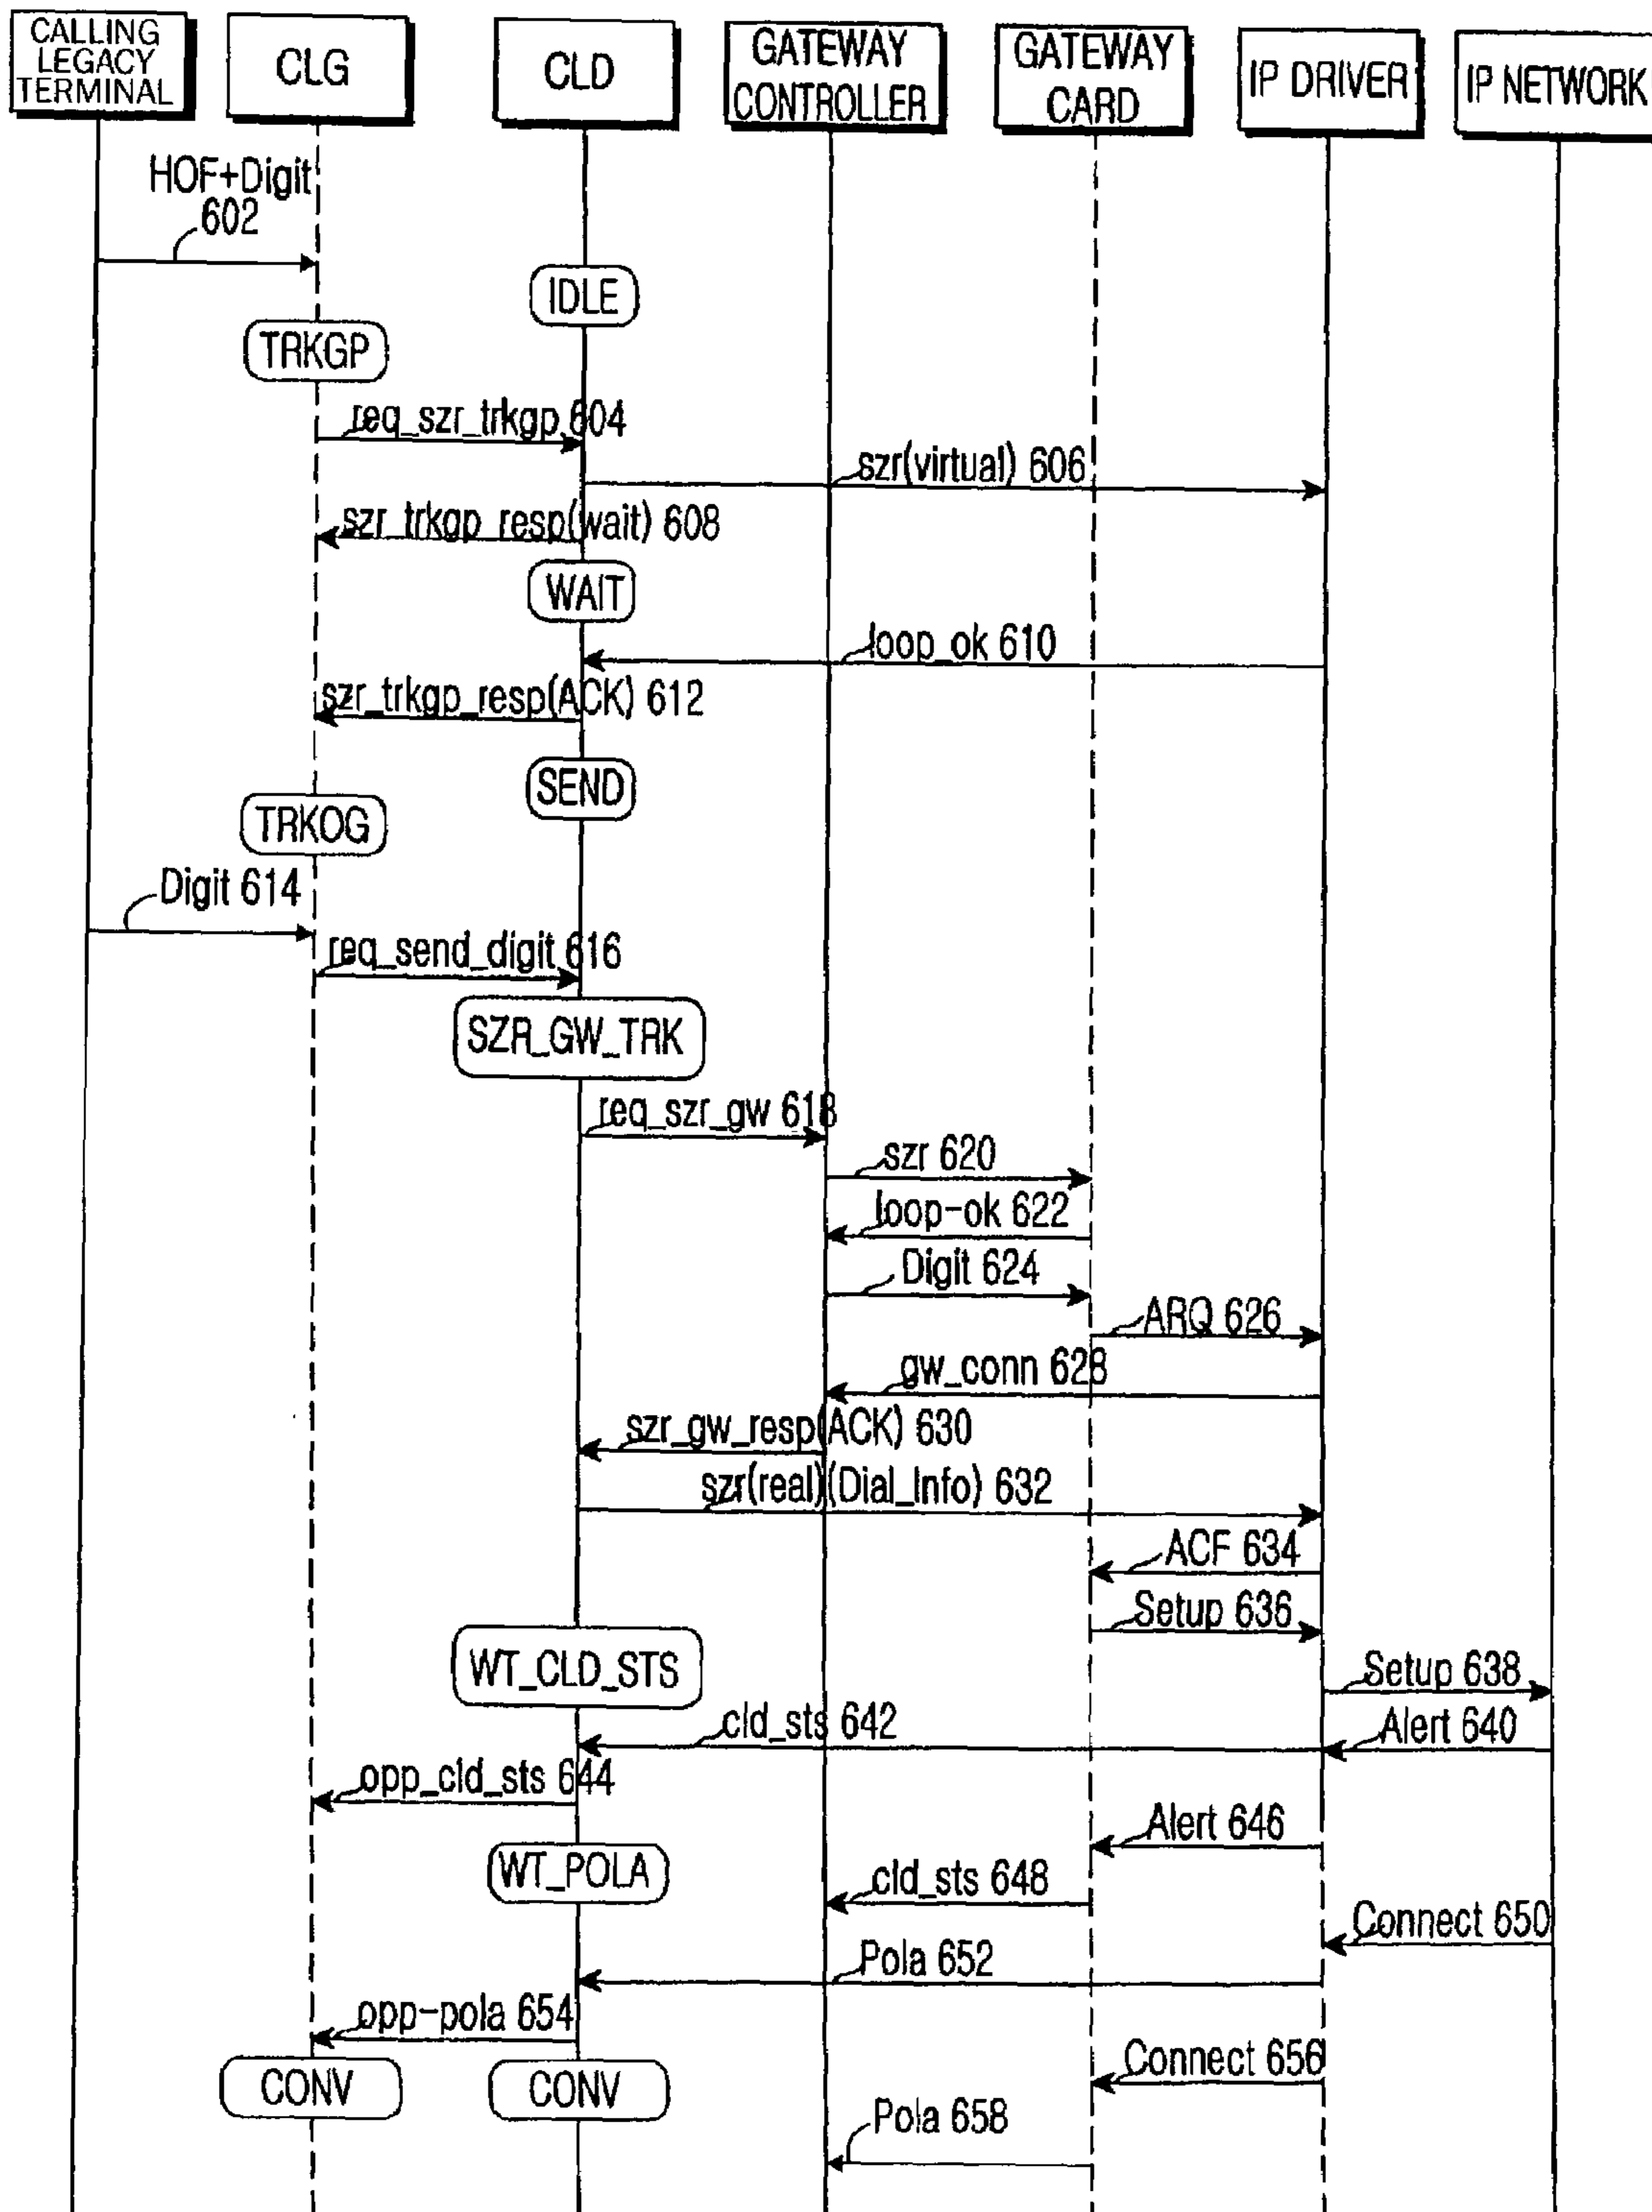 CALLING
LEGACY
TERMINAL
CLG
CLD
GATEWAY
CONTROLLER
GATEWAY
CARD
IP DRIVER
IP NETWORK
HOF+Digit
602
IDLE
TRKGP
req_szr_trkgp 604
szr(virtual) 606
szr_trkgp_resp(wait) 608
WAIT
loop_ok 610
szr_trkgp_resp(ACK) 612
SEND
TRKOG
Digit 614
req_send_digit 616
SZR_GW_TRK
req_szr_gw 618
szr 620
loop-ok 622
Digit 624
ARQ 626
gw_conn 628
szr_gw_resp(ACK) 630
szr(real)(Dial_Info) 632
ACF 634
Setup 636
WT_CLD_STS
Setup 638
cld_sts 642
Alert 640
opp_cld_sts 644
Alert 646
WT_POLA
cld_sts 648
Connect 650
Pola 652
opp-pola 654
Connect 656
CONV
CONV
Pola 658